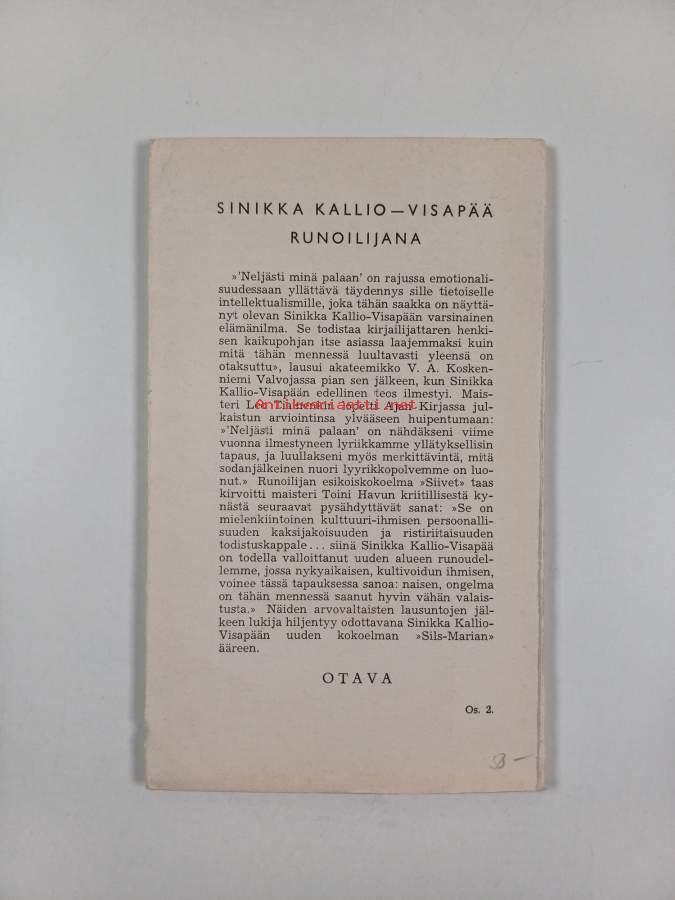 SINIKKA KALLIO—VISAPÄÄ
RUNOILIJANA
»'Neljästi minä palaan' on rajussa emotionali-
suudessaan yllättävä täydennys sille tietoiselle
intellektualismille, joka tähän saakka on näyttä-
nyt olevan Sinikka Kallio-Visapään varsinainen
elämänilma. Se todistaa kirjailijattaren henki-
sen kaikupohjan itse asiassa laajemmaksi kuin
mitä tähän mennessä luultavasti yleensä on
otaksuttu», lausui akateemikko V. A. Kosken-
niemi Valvojassa pian sen jälkeen, kun Sinikka
Kallio-Visapään edellinen teos ilmestyi. Mais-
teri Leo lopetti Ajan Kirjassa jul-
Antikvariaatti.net
kaistun arviointinsa ylvääseen huipentumaan:
»'Neljästi minä palaan' on nähdäkseni viime
vuonna ilmestyneen lyriikkamme yllätyksellisin
tapaus, ja luullakseni myös merkittävintä, mitä
sodanjälkeinen nuori lyyrikkopolvemme on luo-
nut.» Runoilijan esikoiskokoelma »Siivet» taas
kirvoitti maisteri Toini Havun kriitillisestä ky-
nästä seuraavat pysähdyttävät sanat: »Se on
mielenkiintoinen kulttuuri-ihmisen persoonalli-
suuden kaksijakoisuuden ja ristiriitaisuuden
todistuskappale... siinä Sinikka Kallio-Visapää
on todella valloittanut uuden alueen runoudel-
lemme, jossa nykyaikaisen, kultivoidun ihmisen,
voinee tässä tapauksessa sanoa: naisen, ongelma
on tähän mennessä saanut hyvin vähän valais-
tusta.» Näiden arvovaltaisten lausuntojen jäl-
keen lukija hiljentyy odottavana Sinikka Kallio-
Visapään uuden kokoelman »Sils-Marian»
ääreen.
OTAVA
Os. 2.